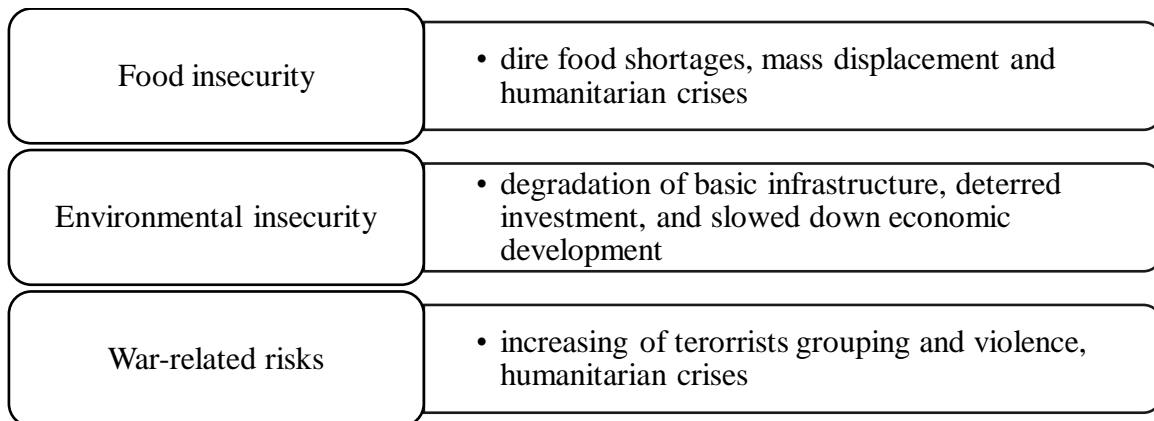 Food insecurity
• dire food shortages, mass displacement and
humanitarian crises
Environmental insecurity
• degradation of basic infrastructure, deterred
investment, and slowed down economic
development
War-related risks
• increasing of terorrists grouping and violence,
humanitarian crises